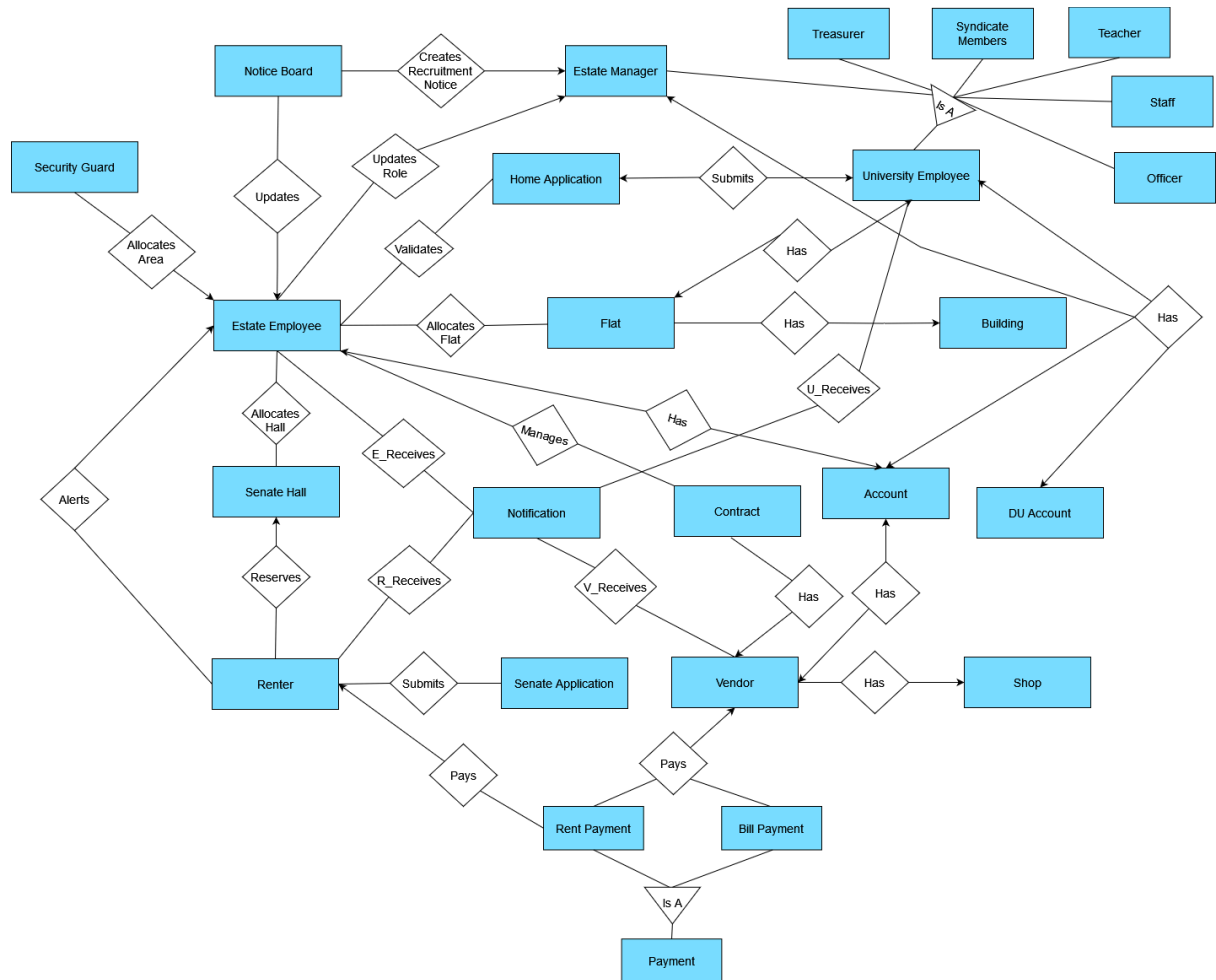 Treasurer
Syndicate
Members
Teacher
Notice Board
Creates
Recruitment
Notice
Estate Manager
Is A
Staff
Security Guard
Updates
Role
Home Application
Submits
University Employee
Officer
Updates
Allocates
Area
Validates
Has
Estate Employee
Allocates
Flat
Flat
Has
Building
Has
U_Receives
Allocates
Hall
Manages
Has
E_Receives
Alerts
Senate Hall
Notification
Contract
Account
DU Account
Reserves
R_Receives
V_Receives
Has
Has
Renter
Submits
Senate Application
Vendor
Has
Shop
Pays
Pays
Rent Payment
Bill Payment
Is A
Payment